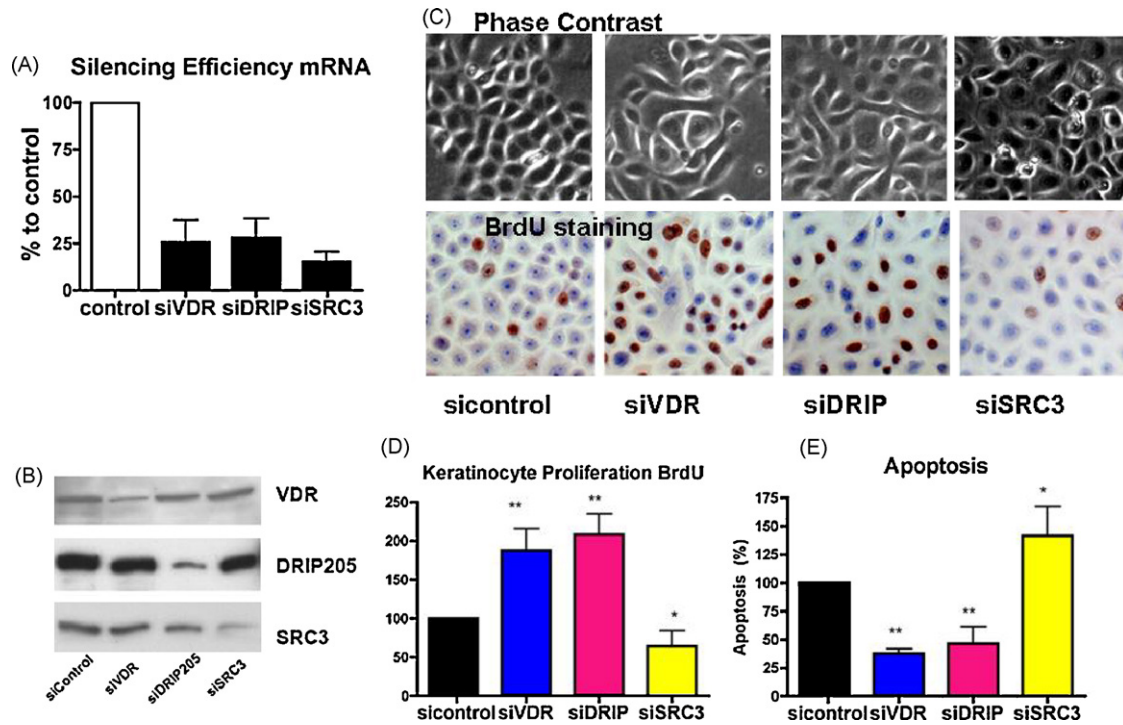 (A)
Silencing Efficiency mRNA
% to control
100
75
50
25
0
control siVDR siDRIP siSRC3
(C)
Phase Contrast
BrdU staining
sicontrol siVDR siDRIP siSRC3
(B)
VDR
DRIP205
SRC3
siControl siVDR siDRIP205 siSRC3
(D)
Keratinocyte Proliferation BrdU
250
200
150
100
50
0
** ** *
sicontrol siVDR siDRIP siSRC3
(E)
Apoptosis
Apoptosis (%)
175
150
125
100
75
50
25
0
** ** *
sicontrol siVDR siDRIP siSRC3